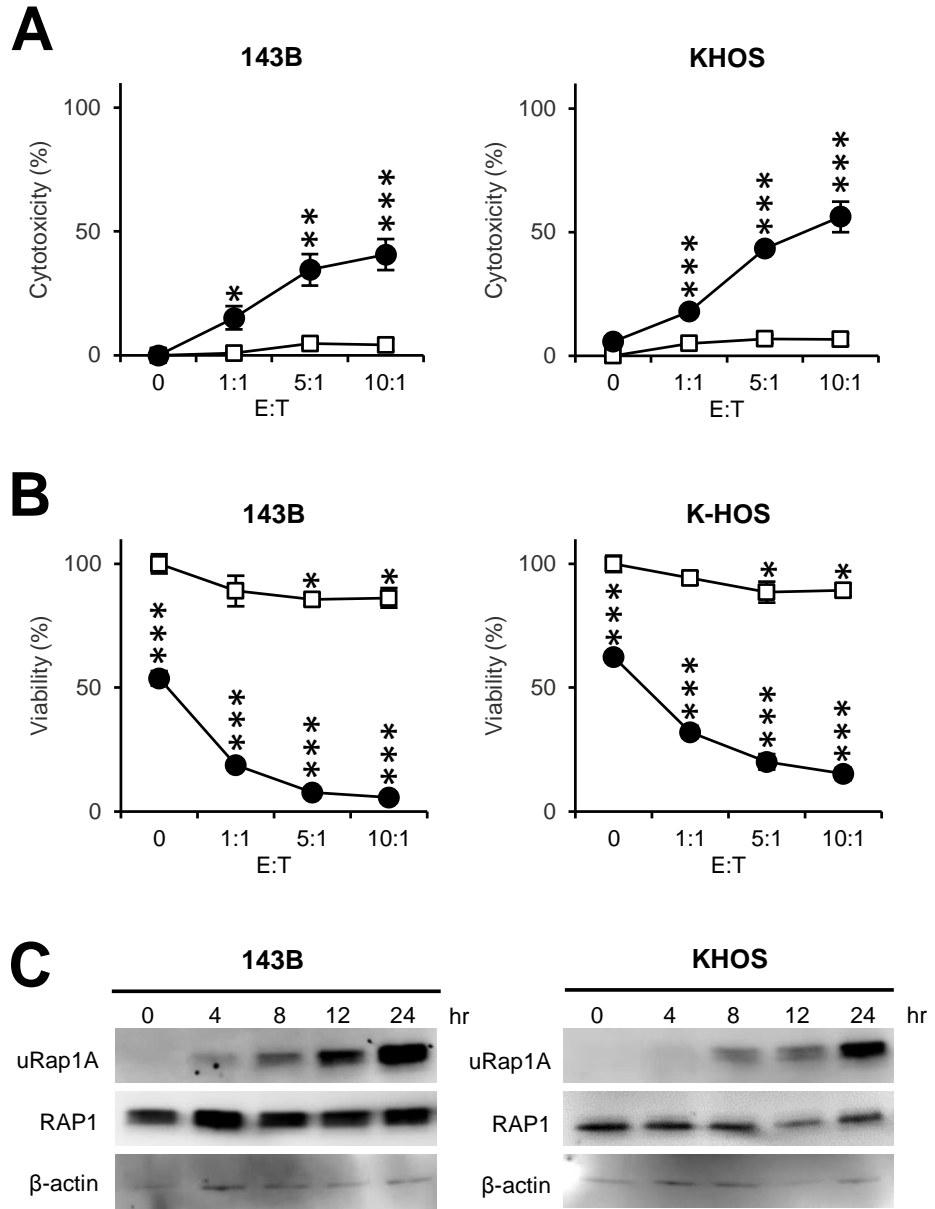 A
143B
KHOS
Cytotoxicity (%)
100
50
0
*
**
***
0 1:1 5:1 10:1
E:T
Cytotoxicity (%)
100
50
0
***
***
***
0 1:1 5:1 10:1
E:T
B
143B
K-HOS
Viability (%)
100
50
0
*
*
***
***
***
***
0 1:1 5:1 10:1
E:T
Viability (%)
100
50
0
*
*
***
***
***
***
0 1:1 5:1 10:1
E:T
C
143B
0 4 8 12 24 hr
uRap1A
RAP1
β-actin
KHOS
0 4 8 12 24 hr
uRap1A
RAP1
β-actin